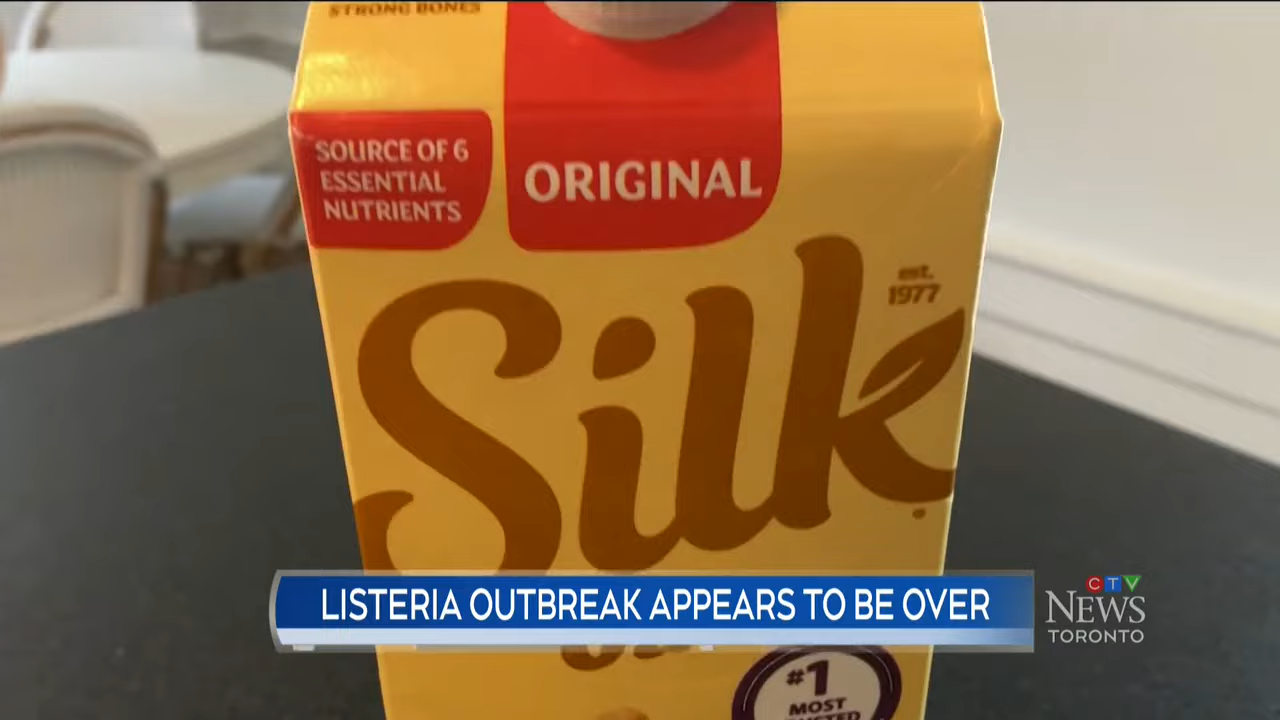 STRONG BONES
SOURCE OF 6
ESSENTIAL
NUTRIENTS
ORIGINAL
est.
1977
Silk
LISTERIA OUTBREAK APPEARS TO BE OVER
CTV
NEWS
TORONTO
#1
MOST